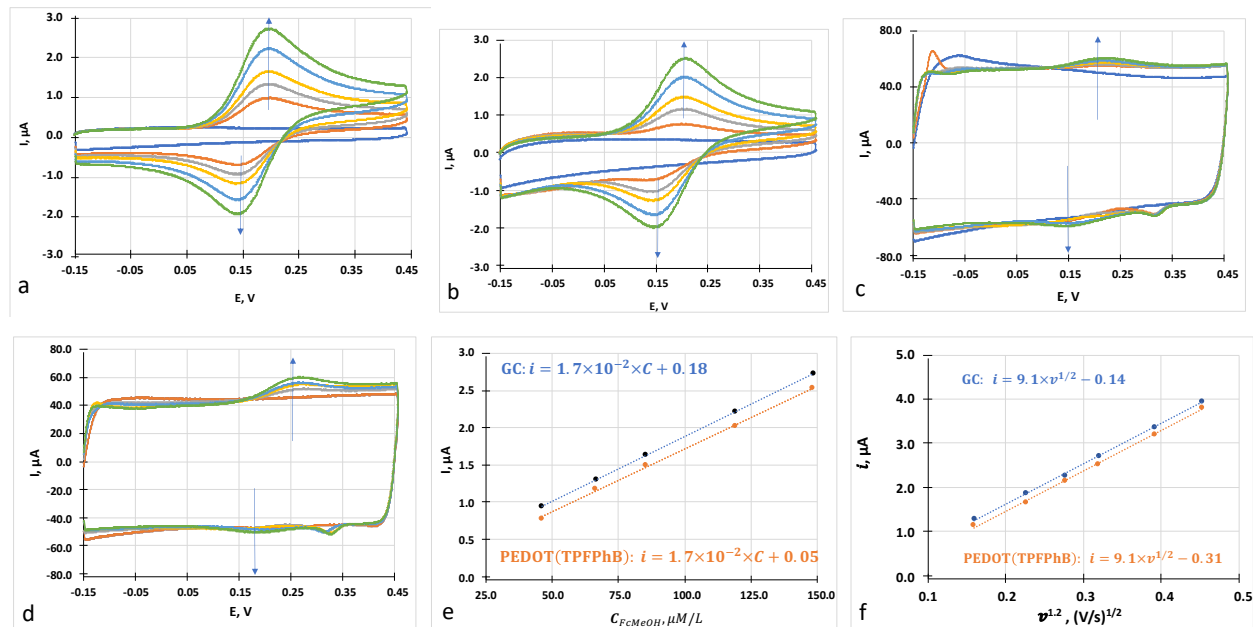 3.0
2.0
1.0
0.0
-1.0
-2.0
-3.0
I, µA
-0.15 -0.05 0.05 0.15 0.25 0.35 0.45
E, V
a
3.0
2.0
1.0
0.0
-1.0
-2.0
-3.0
I, µA
-0.15 -0.05 0.05 0.15 0.25 0.35 0.45
E, V
b
80.0
40.0
0.0
-40.0
-80.0
I, µA
-0.15 -0.05 0.05 0.15 0.25 0.35 0.45
E, V
c
80.0
60.0
40.0
20.0
0.0
-20.0
-40.0
-60.0
-80.0
I, µA
-0.15 -0.05 0.05 0.15 0.25 0.35 0.45
E, V
d
3.0
2.5
2.0
1.5
1.0
0.5
0.0
I, µA
GC: i = 1.7×10⁻² × C + 0.18
PEDOT(TPFPhB): i = 1.7×10⁻² × C + 0.05
25.0 50.0 75.0 100.0 125.0 150.0
C_FcMeOH, µM/L
e
5.0
4.0
3.0
2.0
1.0
0.0
i, µA
GC: i = 9.1×v^1/2 − 0.14
PEDOT(TPFPhB): i = 9.1×v^1/2 − 0.31
0.1 0.2 0.3 0.4 0.5
v^1.2, (V/s)^1/2
f